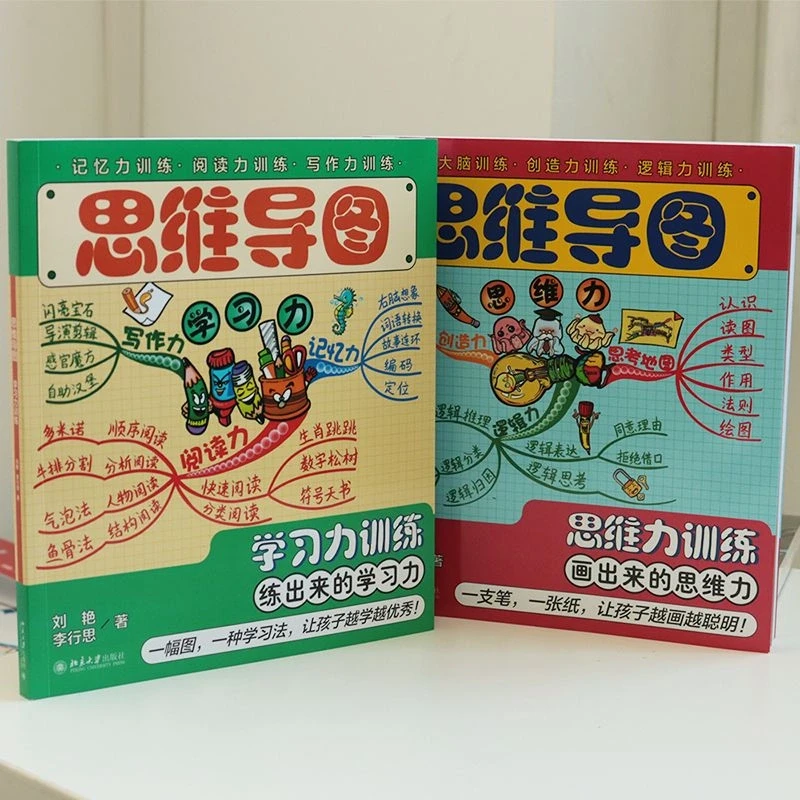 ·记忆力训练·阅读力训练·写作力训练·
思维导图
学习力
写作力
闪亮宝石
导演剪辑
感官魔方
自助汉堡
记忆力
右脑想象
词语转换
故事连环
编码
定位
阅读力
多米诺 顺序阅读
牛排分割 分析阅读
气泡法 人物阅读
鱼骨法 结构阅读
快速阅读
分类阅读
生肖跳跳
数字松树
符号天书
学习力训练
练出来的学习力
刘艳
李行思/著
一幅图，一种学习法，让孩子越学越优秀！
北京大学出版社
PEKING UNIVERSITY PRESS
大脑训练·创造力训练·逻辑力训练·
思维导图
思维力
创造力
思考地图
认识
读图
类型
作用
法则
绘图
逻辑力
逻辑推理
逻辑分类
逻辑归因
逻辑表达
逻辑思考
同意理由
拒绝借口
思维力训练
画出来的思维力
著
一支笔，一张纸，让孩子越画越聪明！